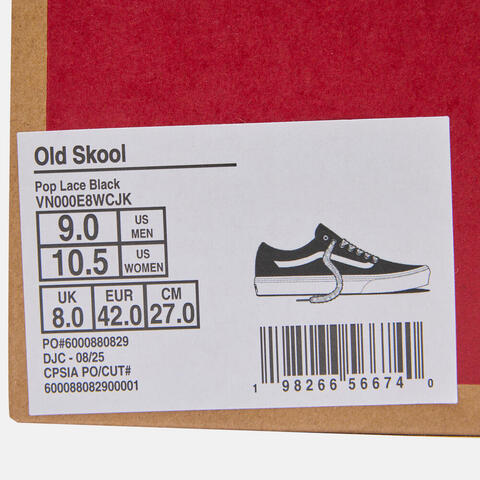 Old Skool
Pop Lace Black
VN000E8WCJK
9.0 US MEN
10.5 US WOMEN
UK EUR CM
8.0 42.0 27.0
PO#6000880829
DJC - 08/25
CPSIA PO/CUT#
600088082900001
1 98266 56674 0